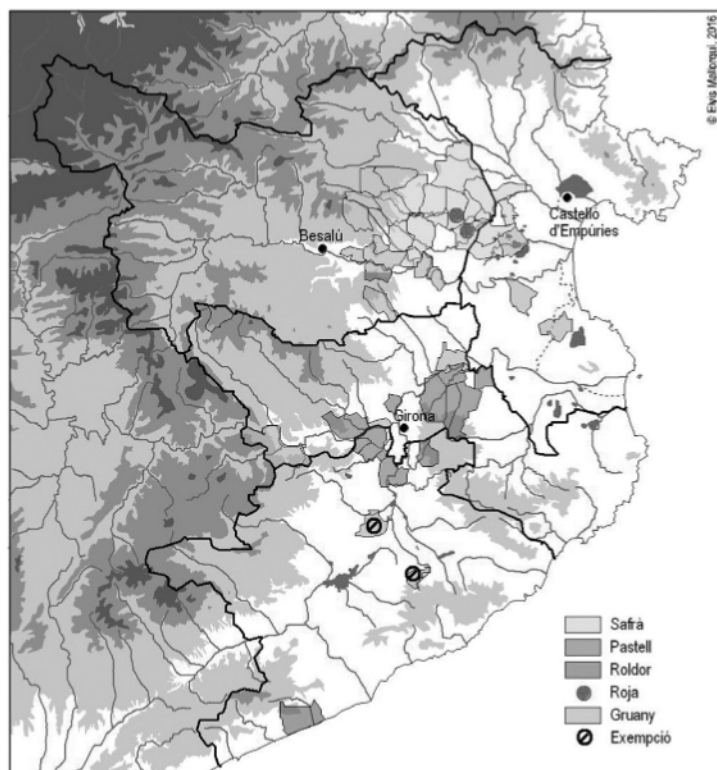 © Elvis Mallorquí, 2016
Castelló
d'Empúries
Besalú
Girona
Safrà
Pastell
Roldor
Roja
Gruany
Exempció